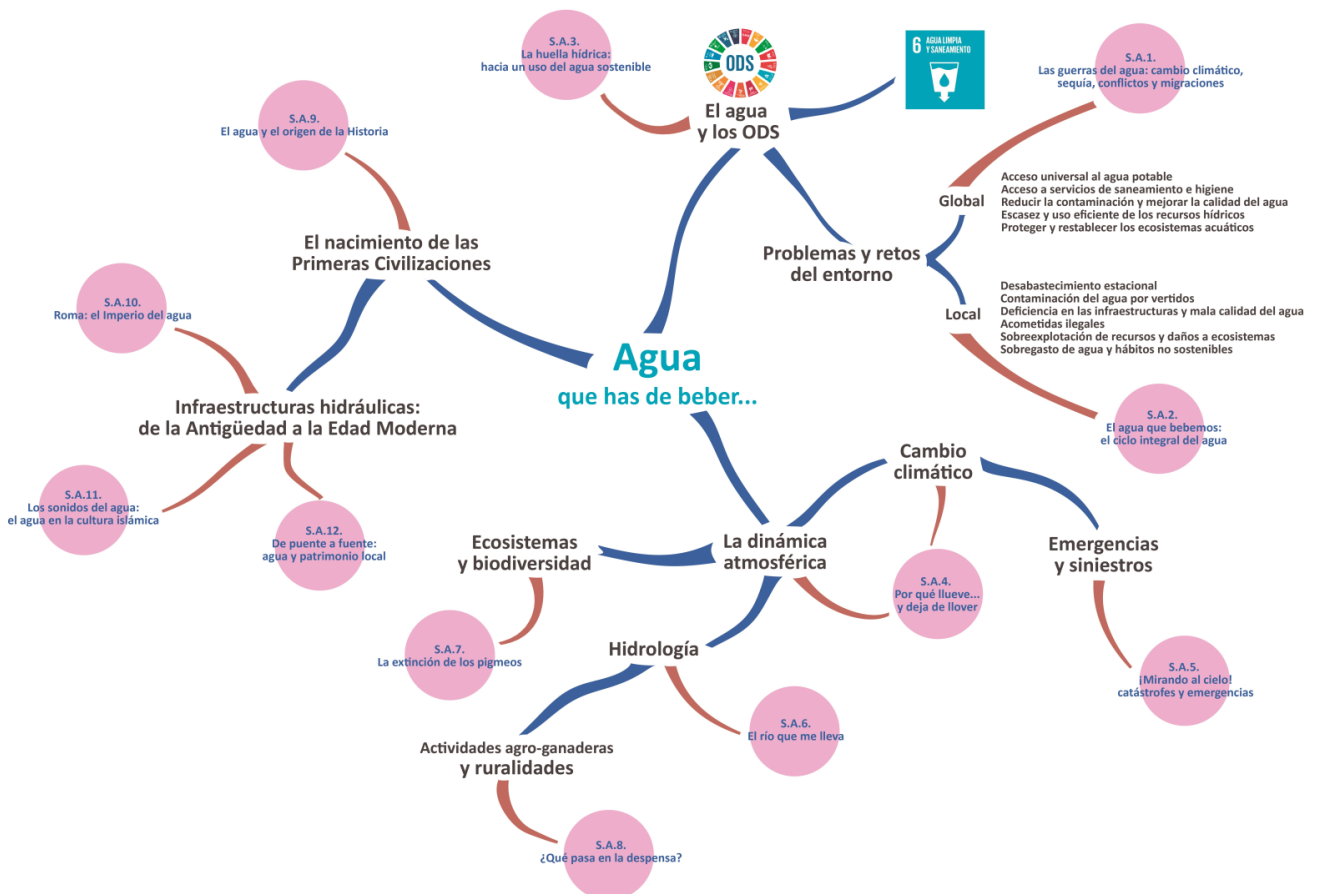 S.A.3.
La huella hídrica:
hacia un uso del agua sostenible
ODS
6 AGUA LIMPIA
Y SANEAMIENTO
S.A.1.
Las guerras del agua: cambio climático,
sequía, conflictos y migraciones
El agua
y los ODS
S.A.9.
El agua y el origen de la Historia
Global
Acceso universal al agua potable
Acceso a servicios de saneamiento e higiene
Reducir la contaminación y mejorar la calidad del agua
Escasez y uso eficiente de los recursos hídricos
Proteger y restablecer los ecosistemas acuáticos
El nacimiento de las
Primeras Civilizaciones
Problemas y retos
del entorno
Local
Desabastecimiento estacional
Contaminación del agua por vertidos
Deficiencia en las infraestructuras y mala calidad del agua
Acometidas ilegales
Sobreexplotación de recursos y daños a ecosistemas
Sobregasto de agua y hábitos no sostenibles
S.A.10.
Roma: el Imperio del agua
Agua
que has de beber...
Infraestructuras hidráulicas:
de la Antigüedad a la Edad Moderna
S.A.2.
El agua que bebemos:
el ciclo integral del agua
Cambio
climático
S.A.11.
Los sonidos del agua:
el agua en la cultura islámica
S.A.12.
De puente a fuente:
agua y patrimonio local
Ecosistemas
y biodiversidad
La dinámica
atmosférica
Emergencias
y siniestros
S.A.4.
Por qué llueve...
y deja de llover
S.A.7.
La extinción de los pigmeos
Hidrología
S.A.5.
¡Mirando al cielo!
catástrofes y emergencias
S.A.6.
El río que me lleva
Actividades agro-ganaderas
y ruralidades
S.A.8.
¿Qué pasa en la despensa?